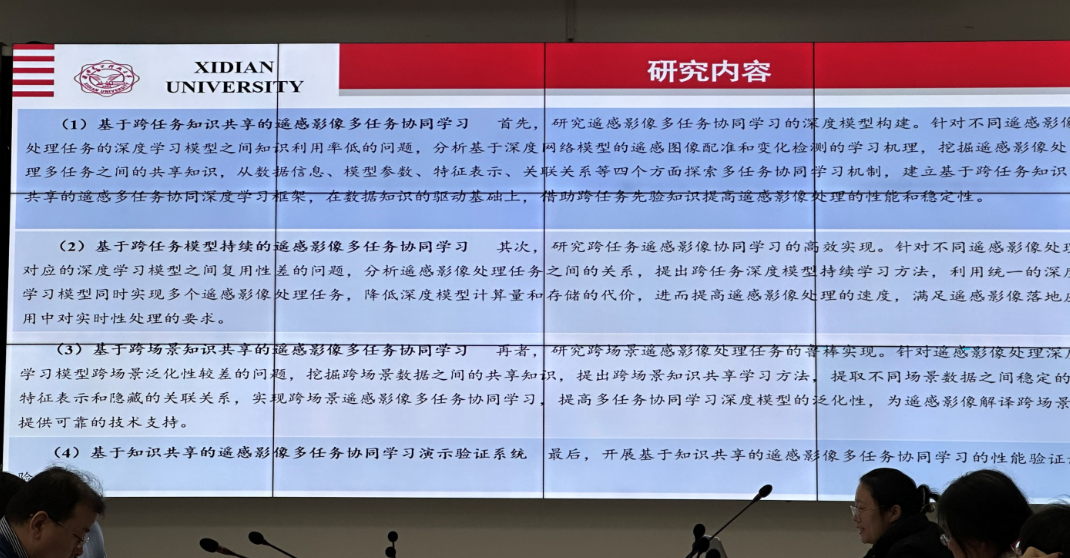 XIDIAN
UNIVERSITY
研究内容
（1）基于跨任务知识共享的遥感影像多任务协同学习 首先，研究遥感影像多任务协同学习的深度模型构建。针对不同遥感影像
处理任务的深度学习模型之间知识利用率低的问题，分析基于深度网络模型的遥感图像配准和变化检测的学习机理，挖掘遥感影像处
理多任务之间的共享知识，从数据信息、模型参数、特征表示、关联关系等四个方面探索多任务协同学习机制，建立基于跨任务知识
共享的遥感多任务协同深度学习框架，在数据知识的驱动基础上，借助跨任务先验知识提高遥感影像处理的性能和稳定性。
（2）基于跨任务模型持续的遥感影像多任务协同学习 其次，研究跨任务遥感影像协同学习的高效实现。针对不同遥感影像处理
对应的深度学习模型之间复用性差的问题，分析遥感影像处理任务之间的关系，提出跨任务深度模型持续学习方法，利用统一的深度
学习模型同时实现多个遥感影像处理任务，降低深度模型计算量和存储的代价，进而提高遥感影像处理的速度，满足遥感影像落地应
用中对实时性处理的要求。
（3）基于跨场景知识共享的遥感影像多任务协同学习 再者，研究跨场景遥感影像处理任务的鲁棒实现。针对遥感影像处理深度
学习模型跨场景泛化性较差的问题，挖掘跨场景数据之间的共享知识，提出跨场景知识共享学习方法，提取不同场景数据之间稳定的
特征表示和隐藏的关联关系，实现跨场景遥感影像多任务协同学习，提高多任务协同学习深度模型的泛化性，为遥感影像解译跨场景
提供可靠的技术支持。
（4）基于知识共享的遥感影像多任务协同学习演示验证系统 最后，开展基于知识共享的遥感影像多任务协同学习的性能验证